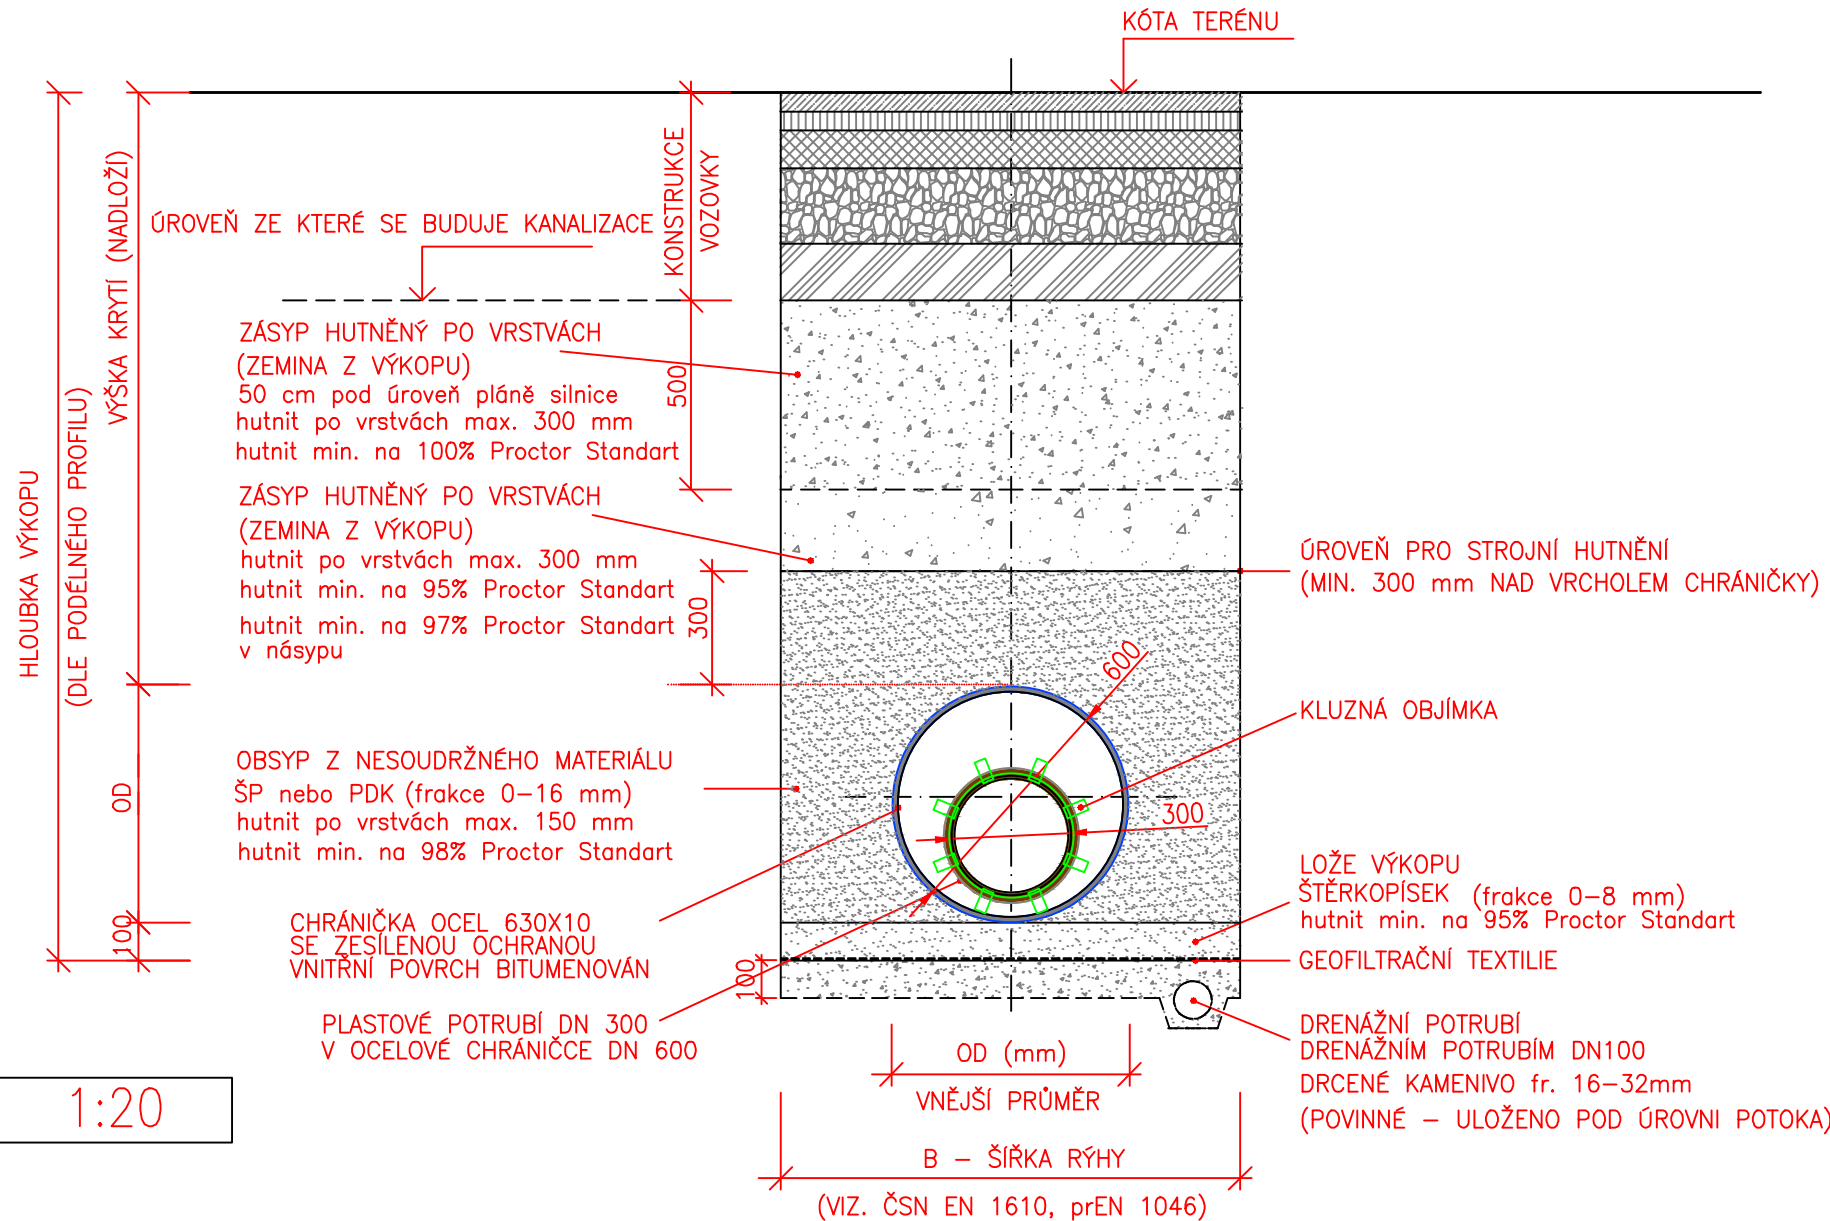 KÓTA TERÉNU
HLOUBKA VÝKOPU
(DLE PODÉLNÉHO PROFILU)
VÝŠKA KRYTÍ (NADLOŽÍ)
OD
100
KONSTRUKCE
VOZOVKY
ÚROVEŇ ZE KTERÉ SE BUDUJE KANALIZACE
ZÁSYP HUTNĚNÝ PO VRSTVÁCH
(ZEMINA Z VÝKOPU)
50 cm pod úroveň pláně silnice
hutnit po vrstvách max. 300 mm
hutnit min. na 100% Proctor Standart
500
ZÁSYP HUTNĚNÝ PO VRSTVÁCH
(ZEMINA Z VÝKOPU)
hutnit po vrstvách max. 300 mm
hutnit min. na 95% Proctor Standart
hutnit min. na 97% Proctor Standart
v násypu
300
OBSYP Z NESOUDRŽNÉHO MATERIÁLU
ŠP nebo PDK (frakce 0-16 mm)
hutnit po vrstvách max. 150 mm
hutnit min. na 98% Proctor Standart
CHRÁNIČKA OCEL 630X10
SE ZESÍLENOU OCHRANOU
VNITŘNÍ POVRCH BITUMENOVÁN
PLASTOVÉ POTRUBÍ DN 300
V OCELOVÉ CHRÁNIČCE DN 600
100
600
300
ÚROVEŇ PRO STROJNÍ HUTNĚNÍ
(MIN. 300 mm NAD VRCHOLEM CHRÁNIČKY)
KLUZNÁ OBJÍMKA
LOŽE VÝKOPU
ŠTĚRKOPÍSEK (frakce 0-8 mm)
hutnit min. na 95% Proctor Standart
GEOFILTRAČNÍ TEXTILIE
DRENÁŽNÍ POTRUBÍ
DRENÁŽNÍM POTRUBÍM DN100
DRCENÉ KAMENIVO fr. 16-32mm
(POVINNÉ - ULOŽENO POD ÚROVNI POTOKA)
OD (mm)
VNĚJŠÍ PRŮMĚR
B - ŠÍŘKA RÝHY
(VIZ. ČSN EN 1610, prEN 1046)
1:20